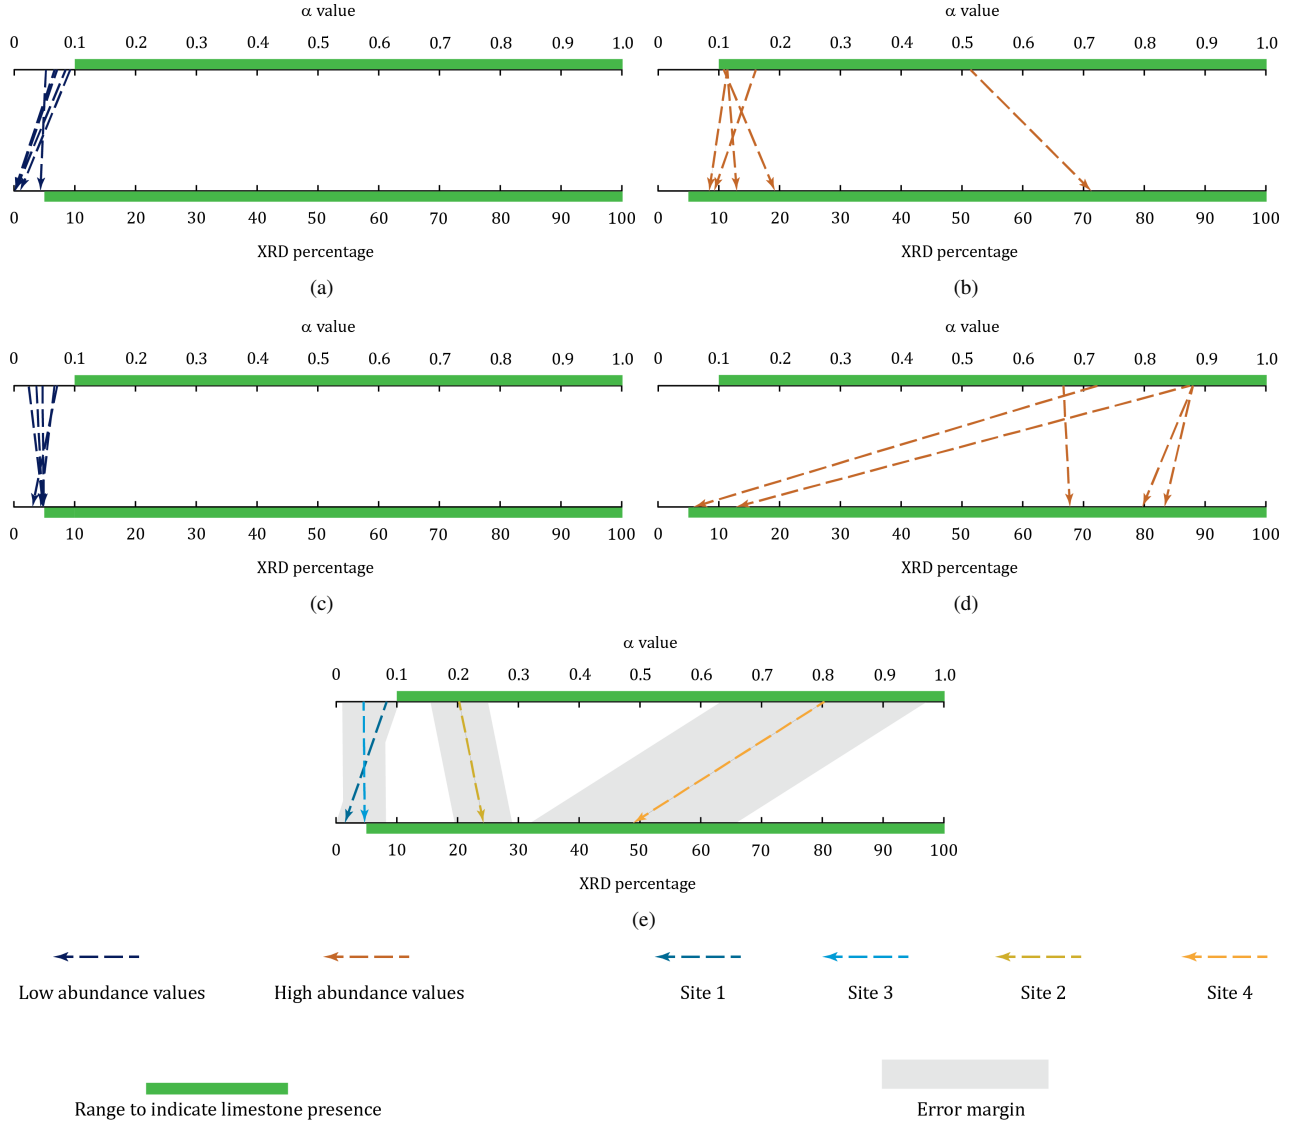 α value α value
0 0.1 0.2 0.3 0.4 0.5 0.6 0.7 0.8 0.9 1.0 0 0.1 0.2 0.3 0.4 0.5 0.6 0.7 0.8 0.9 1.0
0 10 20 30 40 50 60 70 80 90 100 0 10 20 30 40 50 60 70 80 90 100
XRD percentage XRD percentage
(a) (b)
α value α value
0 0.1 0.2 0.3 0.4 0.5 0.6 0.7 0.8 0.9 1.0 0 0.1 0.2 0.3 0.4 0.5 0.6 0.7 0.8 0.9 1.0
0 10 20 30 40 50 60 70 80 90 100 0 10 20 30 40 50 60 70 80 90 100
XRD percentage XRD percentage
(c) (d)
α value
0 0.1 0.2 0.3 0.4 0.5 0.6 0.7 0.8 0.9 1.0
0 10 20 30 40 50 60 70 80 90 100
XRD percentage
(e)
Low abundance values High abundance values Site 1 Site 3 Site 2 Site 4
Range to indicate limestone presence Error margin